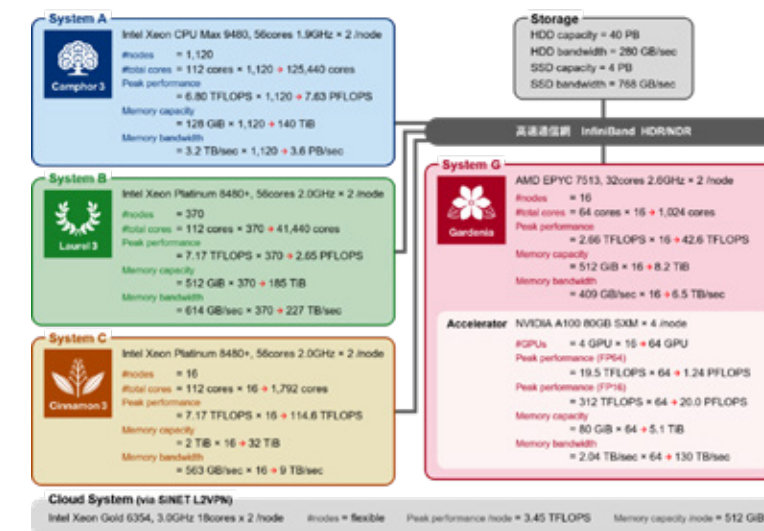 System A
Camphor 3
Intel Xeon CPU Max 9480, 56cores 1.9GHz × 2 /node
#nodes = 1,120
#total cores = 112 cores × 1,120 → 125,440 cores
Peak performance
= 6.80 TFLOPS × 1,120 → 7.63 PFLOPS
Memory capacity
= 128 GiB × 1,120 → 140 TiB
Memory bandwidth
= 3.2 TB/sec × 1,120 → 3.6 PB/sec
System B
Laurel 3
Intel Xeon Platinum 8480+, 56cores 2.0GHz × 2 /node
#nodes = 370
#total cores = 112 cores × 370 → 41,440 cores
Peak performance
= 7.17 TFLOPS × 370 → 2.65 PFLOPS
Memory capacity
= 512 GiB × 370 → 185 TiB
Memory bandwidth
= 614 GB/sec × 370 → 227 TB/sec
System C
Cinnamon 3
Intel Xeon Platinum 8480+, 56cores 2.0GHz × 2 /node
#nodes = 16
#total cores = 112 cores × 16 → 1,792 cores
Peak performance
= 7.17 TFLOPS × 16 → 114.6 TFLOPS
Memory capacity
= 2 TiB × 16 → 32 TiB
Memory bandwidth
= 563 GB/sec × 16 → 9 TB/sec
Storage
HDD capacity = 40 PB
HDD bandwidth = 280 GB/sec
SSD capacity = 4 PB
SSD bandwidth = 768 GB/sec
高速通信網 InfiniBand HDR/NDR
System G
Gardenia
AMD EPYC 7513, 32cores 2.6GHz × 2 /node
#nodes = 16
#total cores = 64 cores × 16 → 1,024 cores
Peak performance
= 2.66 TFLOPS × 16 → 42.6 TFLOPS
Memory capacity
= 512 GiB × 16 → 8.2 TiB
Memory bandwidth
= 409 GB/sec × 16 → 6.5 TB/sec
Accelerator NVIDIA A100 80GB SXM × 4 /node
#GPUs = 4 GPU × 16 → 64 GPU
Peak performance (FP64)
= 19.5 TFLOPS × 64 → 1.24 PFLOPS
Peak performance (FP16)
= 312 TFLOPS × 64 → 20.0 PFLOPS
Memory capacity
= 80 GiB × 64 → 5.1 TiB
Memory bandwidth
= 2.04 TB/sec × 64 → 130 TB/sec
Cloud System (via SINET L2VPN)
Intel Xeon Gold 6354, 3.0GHz 18cores x 2 /node #nodes = flexible Peak performance /node = 3.45 TFLOPS Memory capacity /node = 512 GiB